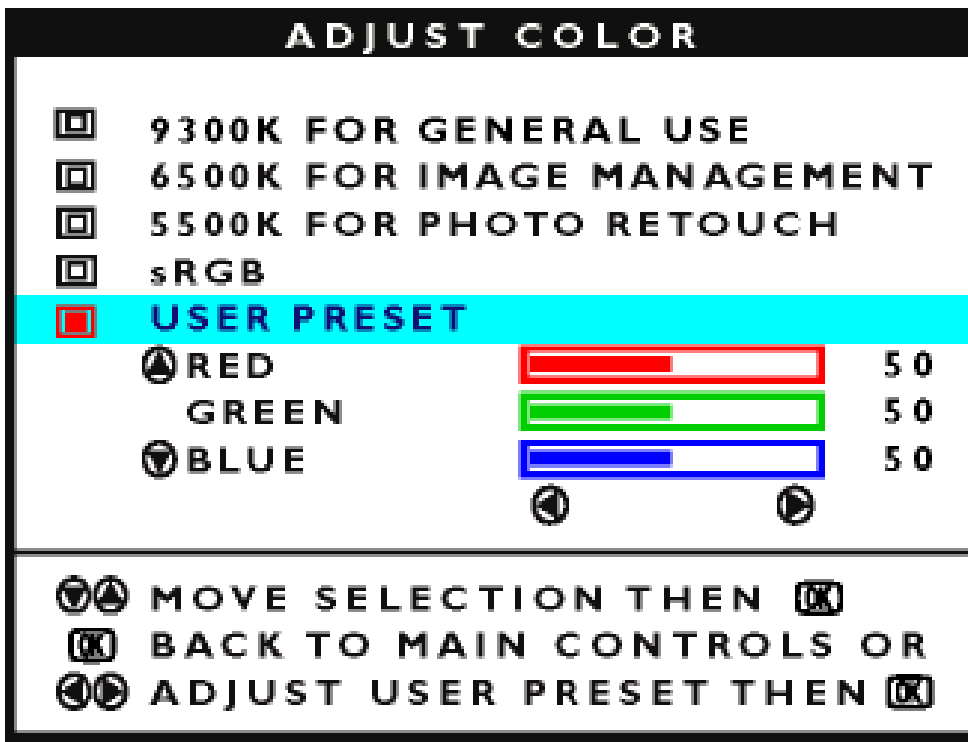 ADJUST COLOR
9300K FOR GENERAL USE
6500K FOR IMAGE MANAGEMENT
5500K FOR PHOTO RETOUCH
sRGB
USER PRESET
RED 50
GREEN 50
BLUE 50
MOVE SELECTION THEN OK
OK BACK TO MAIN CONTROLS OR
ADJUST USER PRESET THEN OK